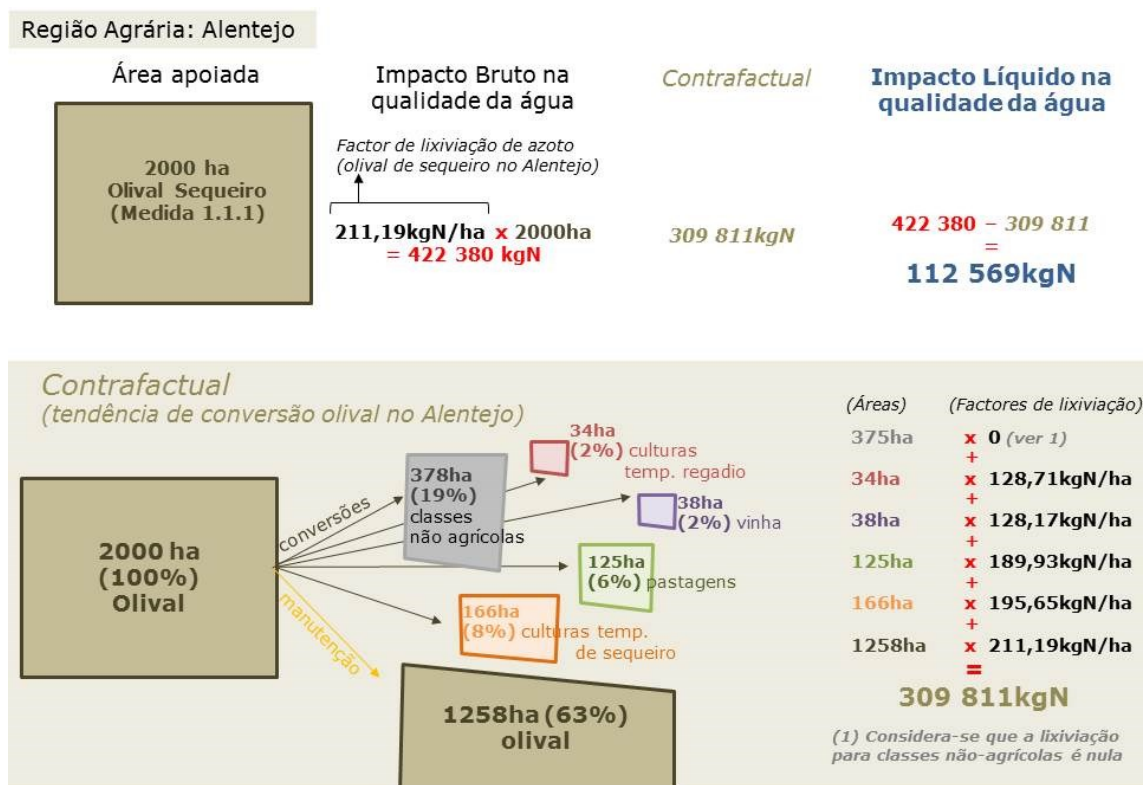 Região Agrária: Alentejo
Área apoiada
2000 ha
Olival Sequeiro
(Medida 1.1.1)
Impacto Bruto na
qualidade da água
Factor de lixiviação de azoto
(olival de sequeiro no Alentejo)
211,19kgN/ha x 2000ha
= 422 380 kgN
Contrafactual
309 811kgN
Impacto Líquido na
qualidade da água
422 380 – 309 811
=
112 569kgN
Contrafactual
(tendência de conversão olival no Alentejo)
2000 ha
(100%)
Olival
conversões
manutenção
378ha
(19%)
classes
não agrícolas
34ha
(2%) culturas
temp. regadio
38ha
(2%) vinha
125ha
(6%) pastagens
166ha
(8%) culturas temp.
de sequeiro
1258ha (63%)
olival
(Áreas) (Factores de lixiviação)
375ha x 0 (ver 1)
+
34ha x 128,71kgN/ha
+
38ha x 128,17kgN/ha
+
125ha x 189,93kgN/ha
+
166ha x 195,65kgN/ha
+
1258ha x 211,19kgN/ha
=
309 811kgN
(1) Considera-se que a lixiviação
para classes não-agrícolas é nula